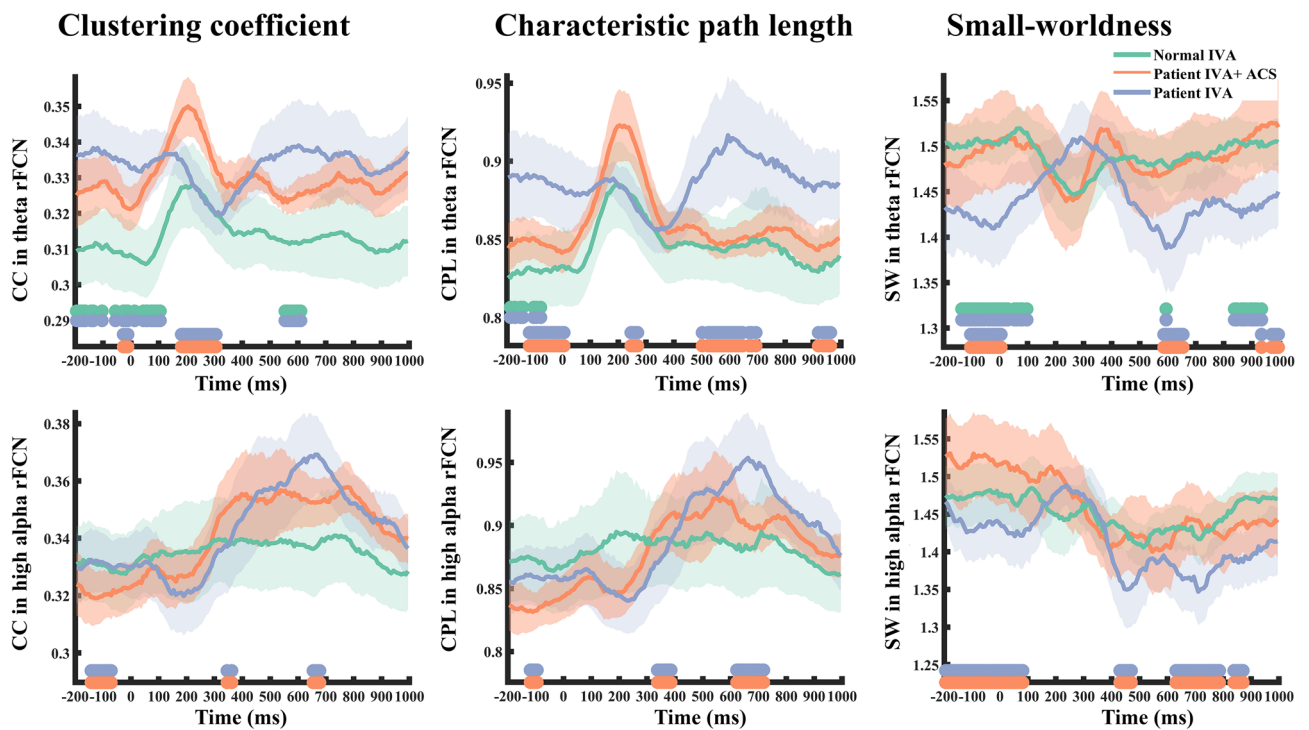 Clustering coefficient
Characteristic path length
Small-worldness
Normal IVA
Patient IVA+ ACS
Patient IVA
CC in theta rFCN
0.35
0.34
0.33
0.32
0.31
0.3
0.29
-200-100 0 100 200 300 400 500 600 700 800 900 1000
Time (ms)
CPL in theta rFCN
0.95
0.9
0.85
0.8
-200-100 0 100 200 300 400 500 600 700 800 900 1000
Time (ms)
SW in theta rFCN
1.55
1.5
1.45
1.4
1.35
1.3
-200-100 0 100 200 300 400 500 600 700 800 900 1000
Time (ms)
CC in high alpha rFCN
0.38
0.36
0.34
0.32
0.3
-200-100 0 100 200 300 400 500 600 700 800 900 1000
Time (ms)
CPL in high alpha rFCN
0.95
0.9
0.85
0.8
-200-100 0 100 200 300 400 500 600 700 800 900 1000
Time (ms)
SW in high alpha rFCN
1.55
1.5
1.45
1.4
1.35
1.3
1.25
-200-100 0 100 200 300 400 500 600 700 800 900 1000
Time (ms)